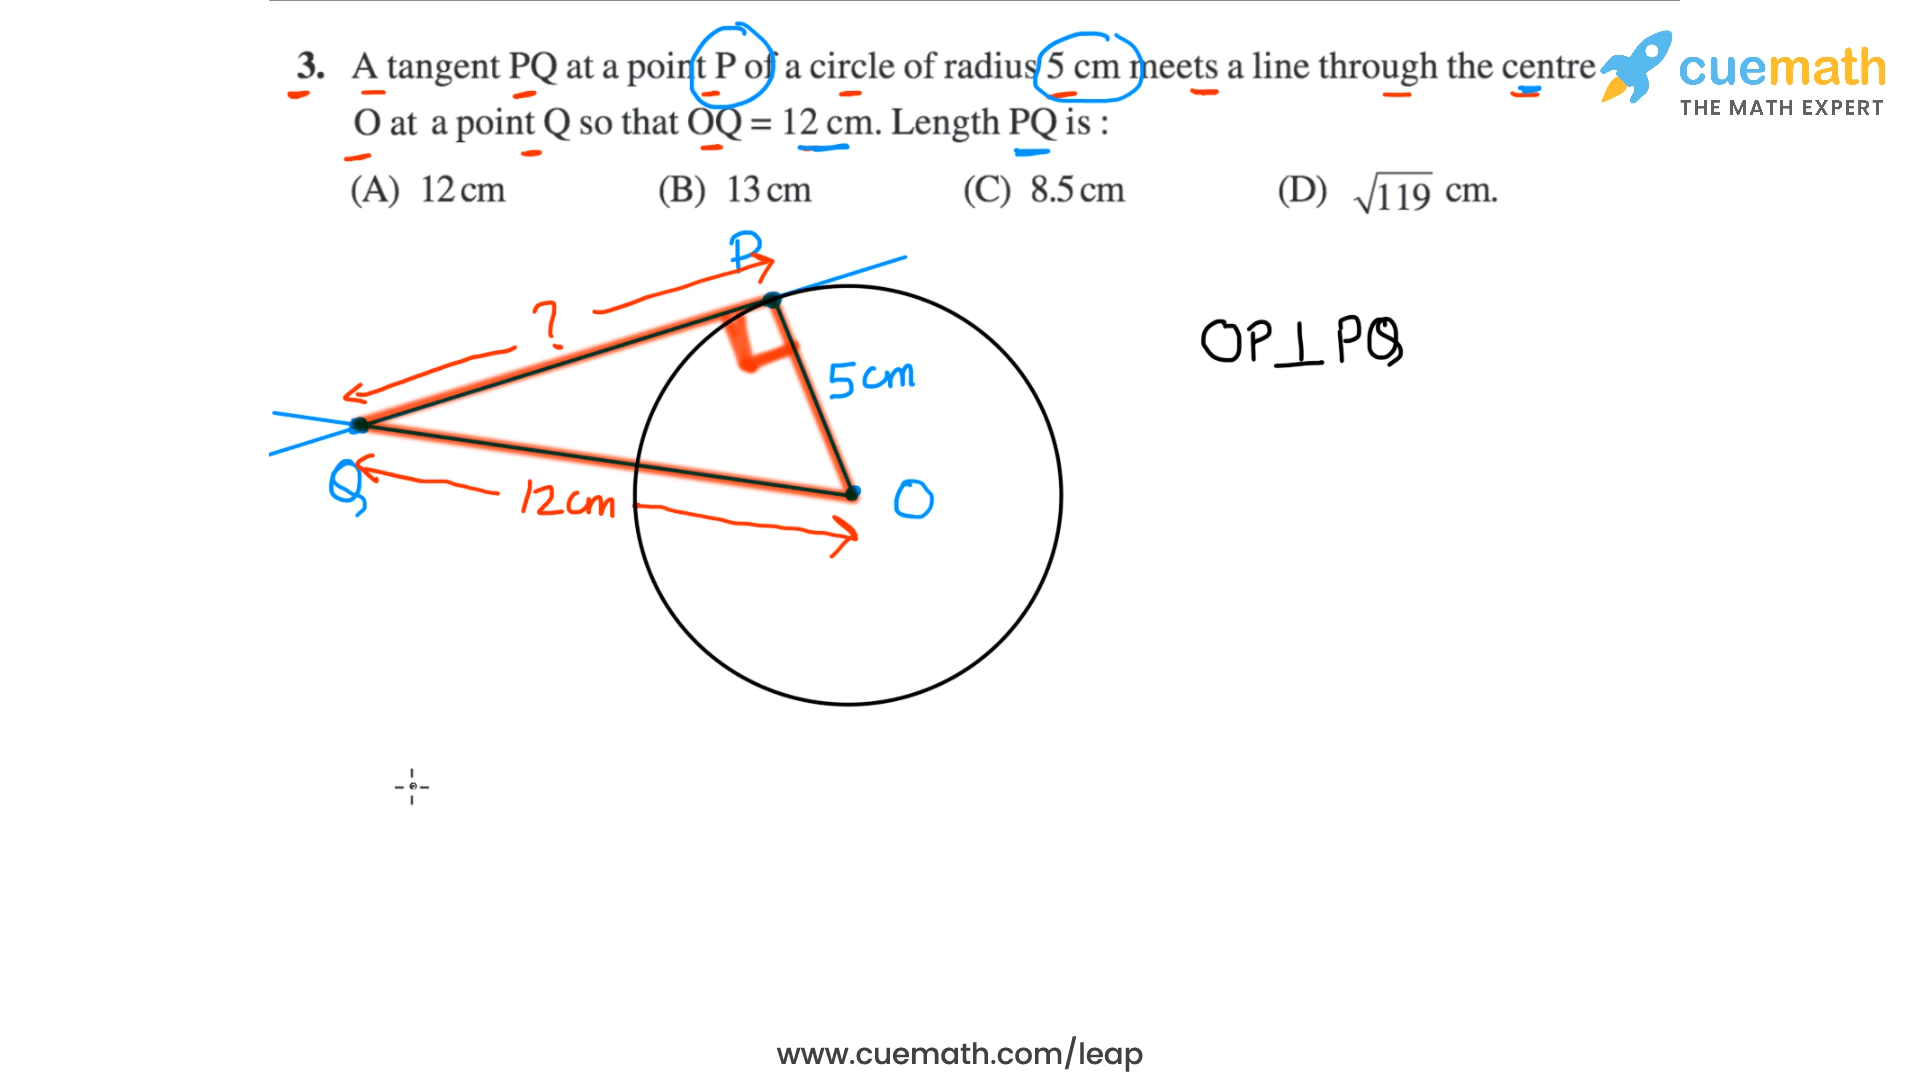 3. A tangent PQ at a point P of a circle of radius 5 cm meets a line through the centre
O at a point Q so that OQ = 12 cm. Length PQ is :
(A) 12 cm (B) 13 cm (C) 8.5 cm (D) √119 cm.
cuemath
THE MATH EXPERT
P
?
OP⊥PQ
5cm
Q
12cm
O
www.cuemath.com/leap